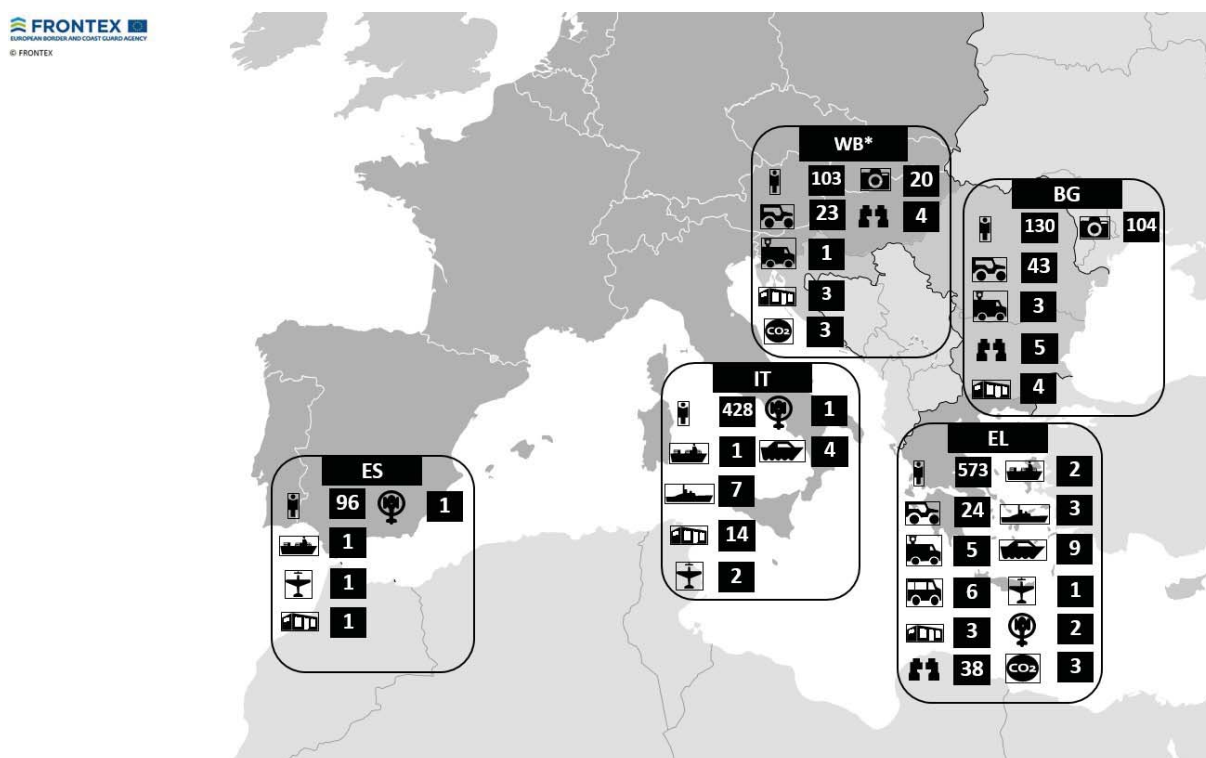 FRONTEX
EUROPEAN BORDER AND COAST GUARD AGENCY
© FRONTEX
WB*
103 20
23 4
1
3
CO2 3
BG
130 104
43
3
5
4
IT
428 1
1 4
7
14
2
EL
573 2
24 3
5 9
6 1
3 2
38 CO2 3
ES
96 1
1
1
1